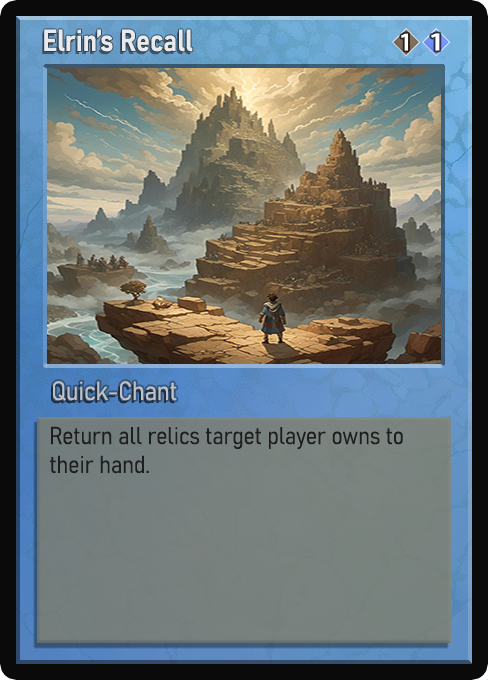 Elrin's Recall 1 1
Quick-Chant
Return all relics target player owns to
their hand.